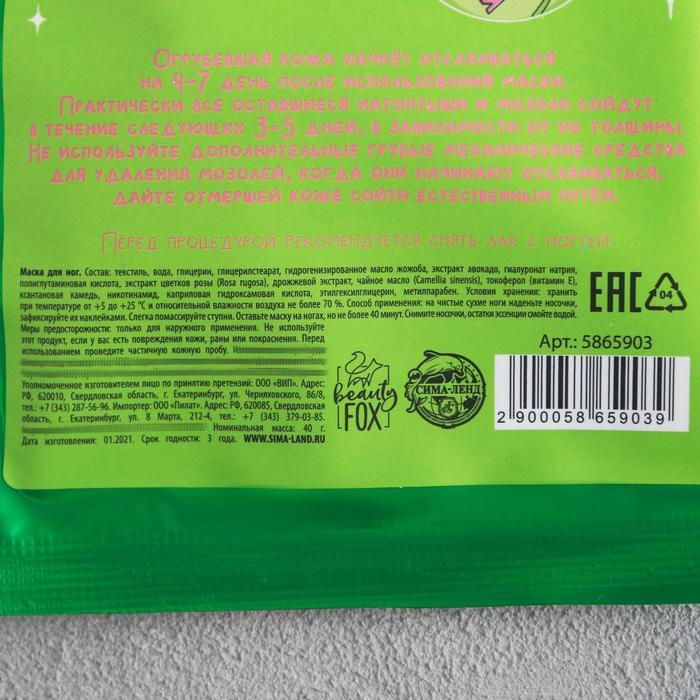 Огрубевшая кожа начнёт отслаиваться
на 4-7 день после использования маски.
Практически все оставшиеся натоптыши и мозоли сойдут
в течение следующих 3-5 дней, в зависимости от их толщины.
Не используйте дополнительные грубые механические средства
для удаления мозолей, когда они начинают отслаиваться,
дайте отмершей коже сойти естественным путём.
Перед процедурой рекомендуется снять лак с ногтей.
Маска для ног. Состав: текстиль, вода, глицерин, глицерилстеарат, гидрогенизированное масло жожоба, экстракт авокадо, гиалуронат натрия,
полиглутаминовая кислота, экстракт цветков розы (Rosa rugosa), дрожжевой экстракт, чайное масло (Camellia sinensis), токоферол (витамин Е),
ксантановая камедь, никотинамид, каприловая гидроксамовая кислота, этилгексилглицерин, метилпарабен. Условия хранения: хранить
при температуре от +5 до +25 °С и относительной влажности воздуха не более 70 %. Способ применения: на чистые сухие ноги наденьте носочки,
зафиксируйте их наклейками. Слегка помассируйте ступни. Оставьте маску на ногах, но не более 40 минут. Снимите носочки, остатки эссенции смойте водой.
Меры предосторожности: только для наружного применения. Не используйте
этот продукт, если у вас есть повреждения кожи, раны или покраснения. Перед
использованием проведите частичную кожную пробу.
Уполномоченное изготовителем лицо по принятию претензий: ООО «ВИП». Адрес:
РФ, 620010, Свердловская область, г. Екатеринбург, ул. Черняховского, 86/8,
тел.: +7 (343) 287-56-96. Импортер: ООО «Пилат». Адрес: РФ, 620085, Свердловская
область, г. Екатеринбург, ул. 8 Марта, 212-4, тел.: +7 (343) 379-03-85.
Номинальная масса: 40 г.
Дата изготовления: 01.2021. Срок годности: 3 года. WWW.SIMA-LAND.RU
beauty
FOX
СИМА-ЛЕНД
EAC
04
Арт.: 5865903
2 900058 659039